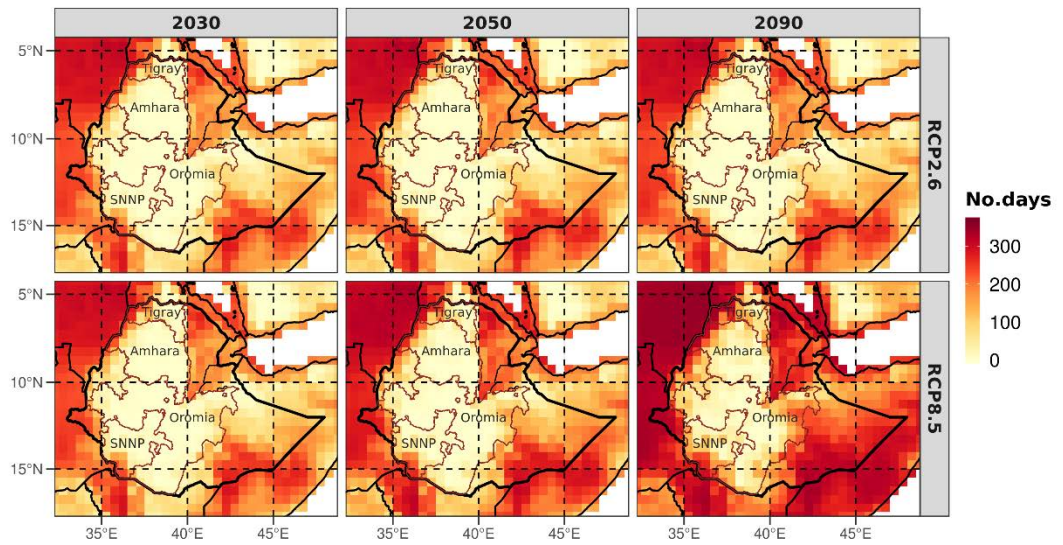 2030 2050 2090
5°N
Tigray Tigray Tigray
Amhara Amhara Amhara
10°N
RCP2.6
Oromia Oromia Oromia
SNNP SNNP SNNP
15°N
No.days
300
200
100
0
5°N
Tigray Tigray Tigray
Amhara Amhara Amhara
10°N
RCP8.5
Oromia Oromia Oromia
SNNP SNNP SNNP
15°N
35°E 40°E 45°E 35°E 40°E 45°E 35°E 40°E 45°E